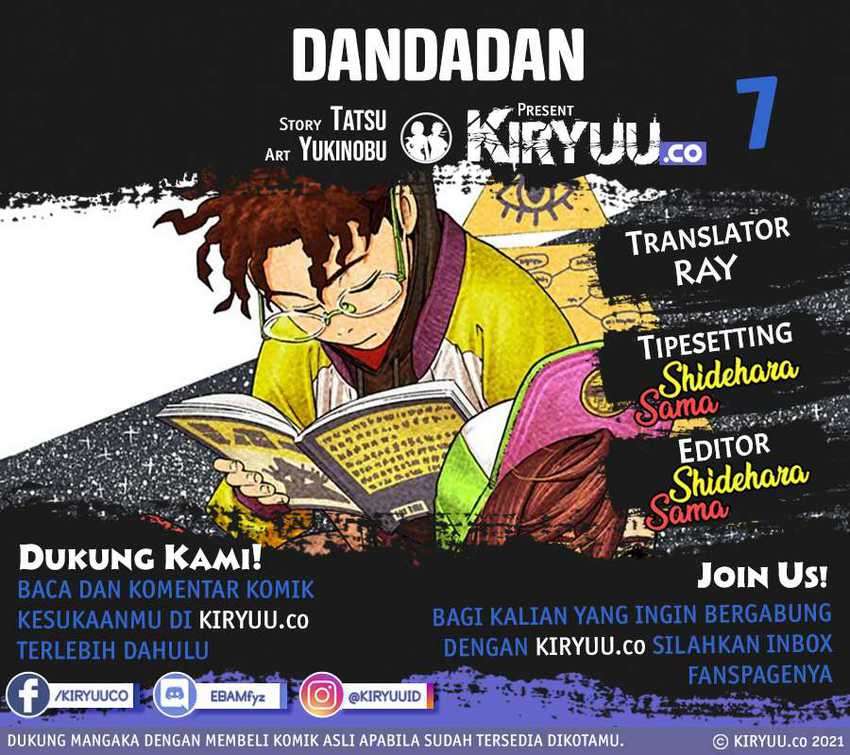 DANDADAN
7
STORY TATSU
ART YUKINOBU
PRESENT
KIRYUU.CO
TRANSLATOR
RAY
TIPESETTING
Shidehara
Sama
EDITOR
Shidehara
Sama
DUKUNG KAMI!
BACA DAN KOMENTAR KOMIK
KESUKAANMU DI KIRYUU.CO
TERLEBIH DAHULU
JOIN US!
BAGI KALIAN YANG INGIN BERGABUNG
DENGAN KIRYUU.CO SILAHKAN INBOX
FANSPAGENYA
/KIRYUUCO
EBAMfyz
@KIRYUUID
DUKUNG MANGAKA DENGAN MEMBELI KOMIK ASLI APABILA SUDAH TERSEDIA DIKOTAMU.
© KIRYUU.CO 2021